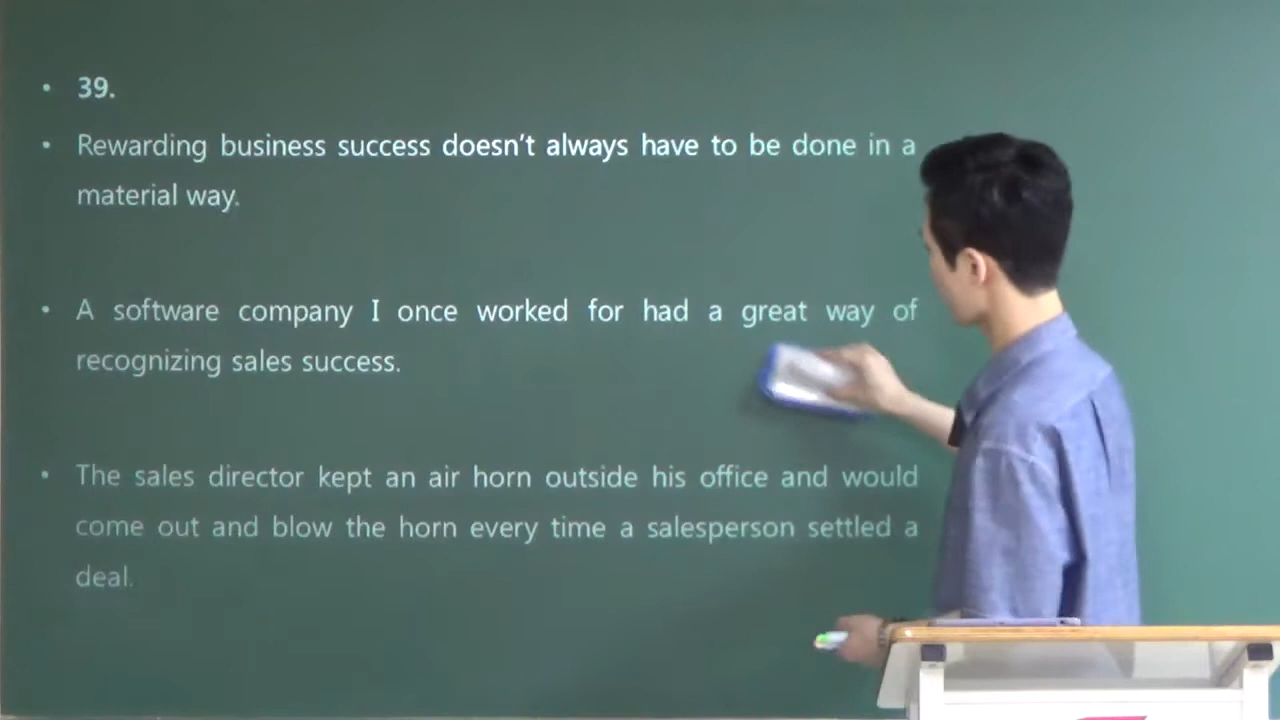 • 39.
• Rewarding business success doesn't always have to be done in a
material way.
• A software company I once worked for had a great way of
recognizing sales success.
• The sales director kept an air horn outside his office and would
come out and blow the horn every time a salesperson settled a
deal.